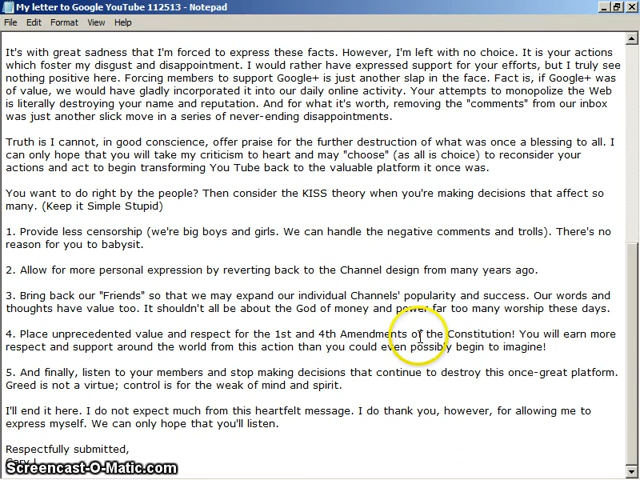 My letter to Google YouTube 112513 - Notepad
File Edit Format View Help
It's with great sadness that I'm forced to express these facts. However, I'm left with no choice. It is your actions
which foster my disgust and disappointment. I would rather have expressed support for your efforts, but I truly see
nothing positive here. Forcing members to support Google+ is just another slap in the face. Fact is, if Google+ was
of value, we would have gladly incorporated it into our daily online activity. Your attempts to monopolize the Web
is literally destroying your name and reputation. And for what it's worth, removing the "comments" from our inbox
was just another slick move in a series of never-ending disappointments.
Truth is I cannot, in good conscience, offer praise for the further destruction of what was once a blessing to all. I
can only hope that you will take my criticism to heart and may "choose" (as all is choice) to reconsider your
actions and act to begin transforming You Tube back to the valuable platform it once was.
You want to do right by the people? Then consider the KISS theory when you're making decisions that affect so
many. (Keep it Simple Stupid)
1. Provide less censorship (we're big boys and girls. We can handle the negative comments and trolls). There's no
reason for you to babysit.
2. Allow for more personal expression by reverting back to the Channel design from many years ago.
3. Bring back our "Friends" so that we may expand our individual Channels' popularity and success. Our words and
thoughts have value too. It shouldn't all be about the God of money and power far too many worship these days.
4. Place unprecedented value and respect for the 1st and 4th Amendments of the Constitution! You will earn more
respect and support around the world from this action than you could even possibly begin to imagine!
5. And finally, listen to your members and stop making decisions that continue to destroy this once-great platform.
Greed is not a virtue; control is for the weak of mind and spirit.
I'll end it here. I do not expect much from this heartfelt message. I do thank you, however, for allowing me to
express myself. We can only hope that you'll listen.
Respectfully submitted,
Screencast-O-Matic.com